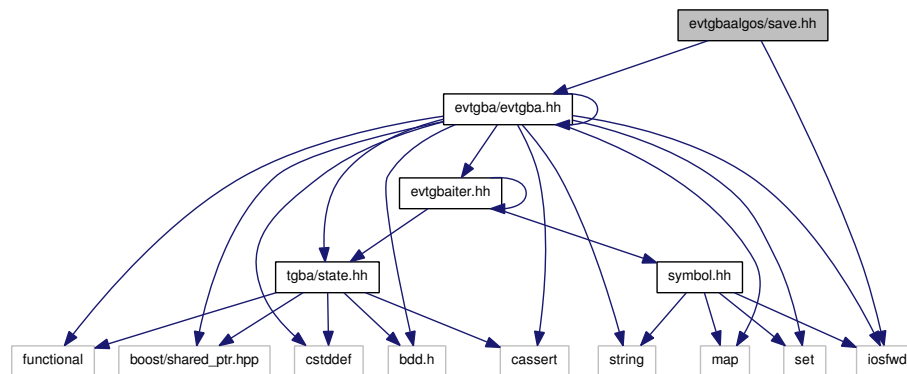 evtgbaalgos/save.hh
evtgba/evtgba.hh
evtgbaiter.hh
tgba/state.hh
symbol.hh
functional
boost/shared_ptr.hpp
cstddef
bdd.h
cassert
string
map
set
iosfwd